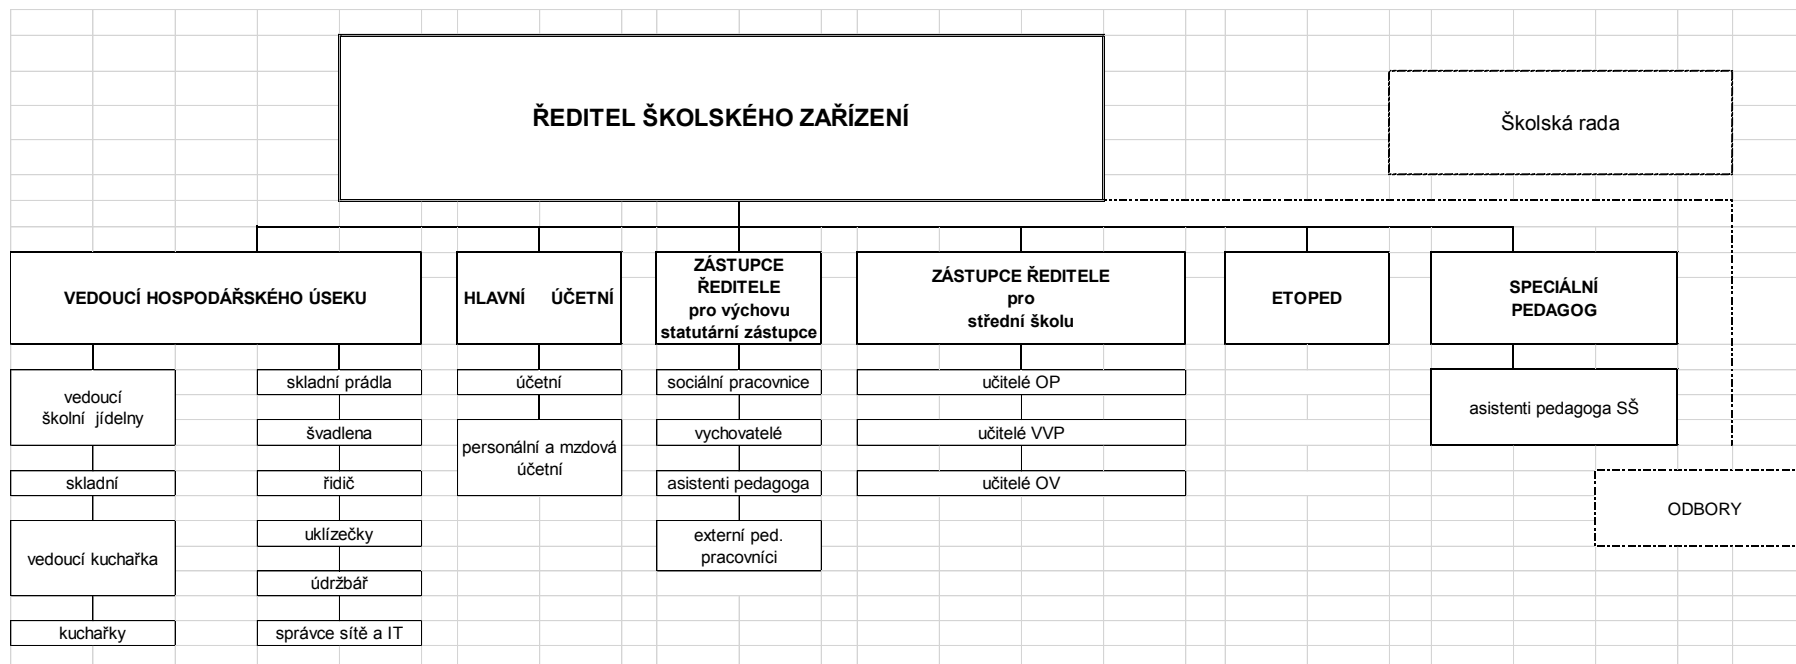 ŘEDITEL ŠKOLSKÉHO ZAŘÍZENÍ
Školská rada
VEDOUCÍ HOSPODÁŘSKÉHO ÚSEKU
HLAVNÍ ÚČETNÍ
ZÁSTUPCE
ŘEDITELE
pro výchovu
statutární zástupce
ZÁSTUPCE ŘEDITELE
pro
střední školu
ETOPED
SPECIÁLNÍ
PEDAGOG
vedoucí
školní jídelny
skladní
vedoucí kuchařka
kuchařky
skladní prádla
švadlena
řidič
uklízečky
údržbář
správce sítě a IT
účetní
personální a mzdová
účetní
sociální pracovnice
vychovatelé
asistenti pedagoga
externí ped.
pracovníci
učitelé OP
učitelé VVP
učitelé OV
asistenti pedagoga SŠ
ODBORY